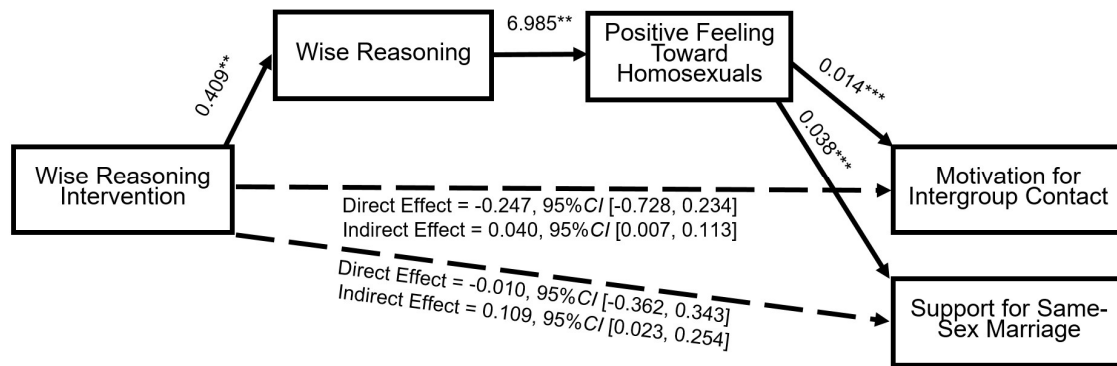 Wise Reasoning
6.985**
Positive Feeling
Toward
Homosexuals
0.409**
0.014***
0.038***
Wise Reasoning
Intervention
Motivation for
Intergroup Contact
Direct Effect = -0.247, 95%CI [-0.728, 0.234]
Indirect Effect = 0.040, 95%CI [0.007, 0.113]
Direct Effect = -0.010, 95%CI [-0.362, 0.343]
Indirect Effect = 0.109, 95%CI [0.023, 0.254]
Support for Same-
Sex Marriage